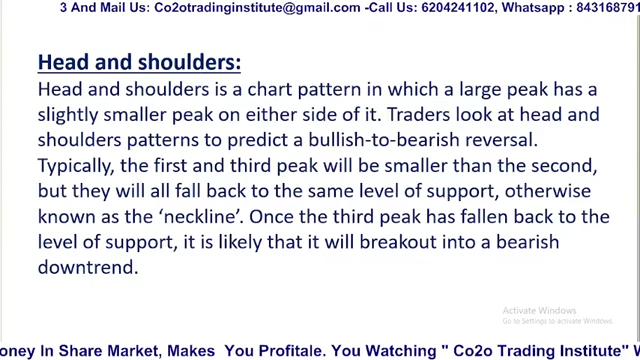 3 And Mail Us: Co2otradinginstitute@gmail.com -Call Us: 6204241102, Whatsapp : 843168791
Head and shoulders:
Head and shoulders is a chart pattern in which a large peak has a
slightly smaller peak on either side of it. Traders look at head and
shoulders patterns to predict a bullish-to-bearish reversal.
Typically, the first and third peak will be smaller than the second,
but they will all fall back to the same level of support, otherwise
known as the ‘neckline’. Once the third peak has fallen back to the
level of support, it is likely that it will breakout into a bearish
downtrend.
Activate Windows
Go to Settings to activate Windows.
oney In Share Market, Makes You Profitale. You Watching " Co2o Trading Institute" W